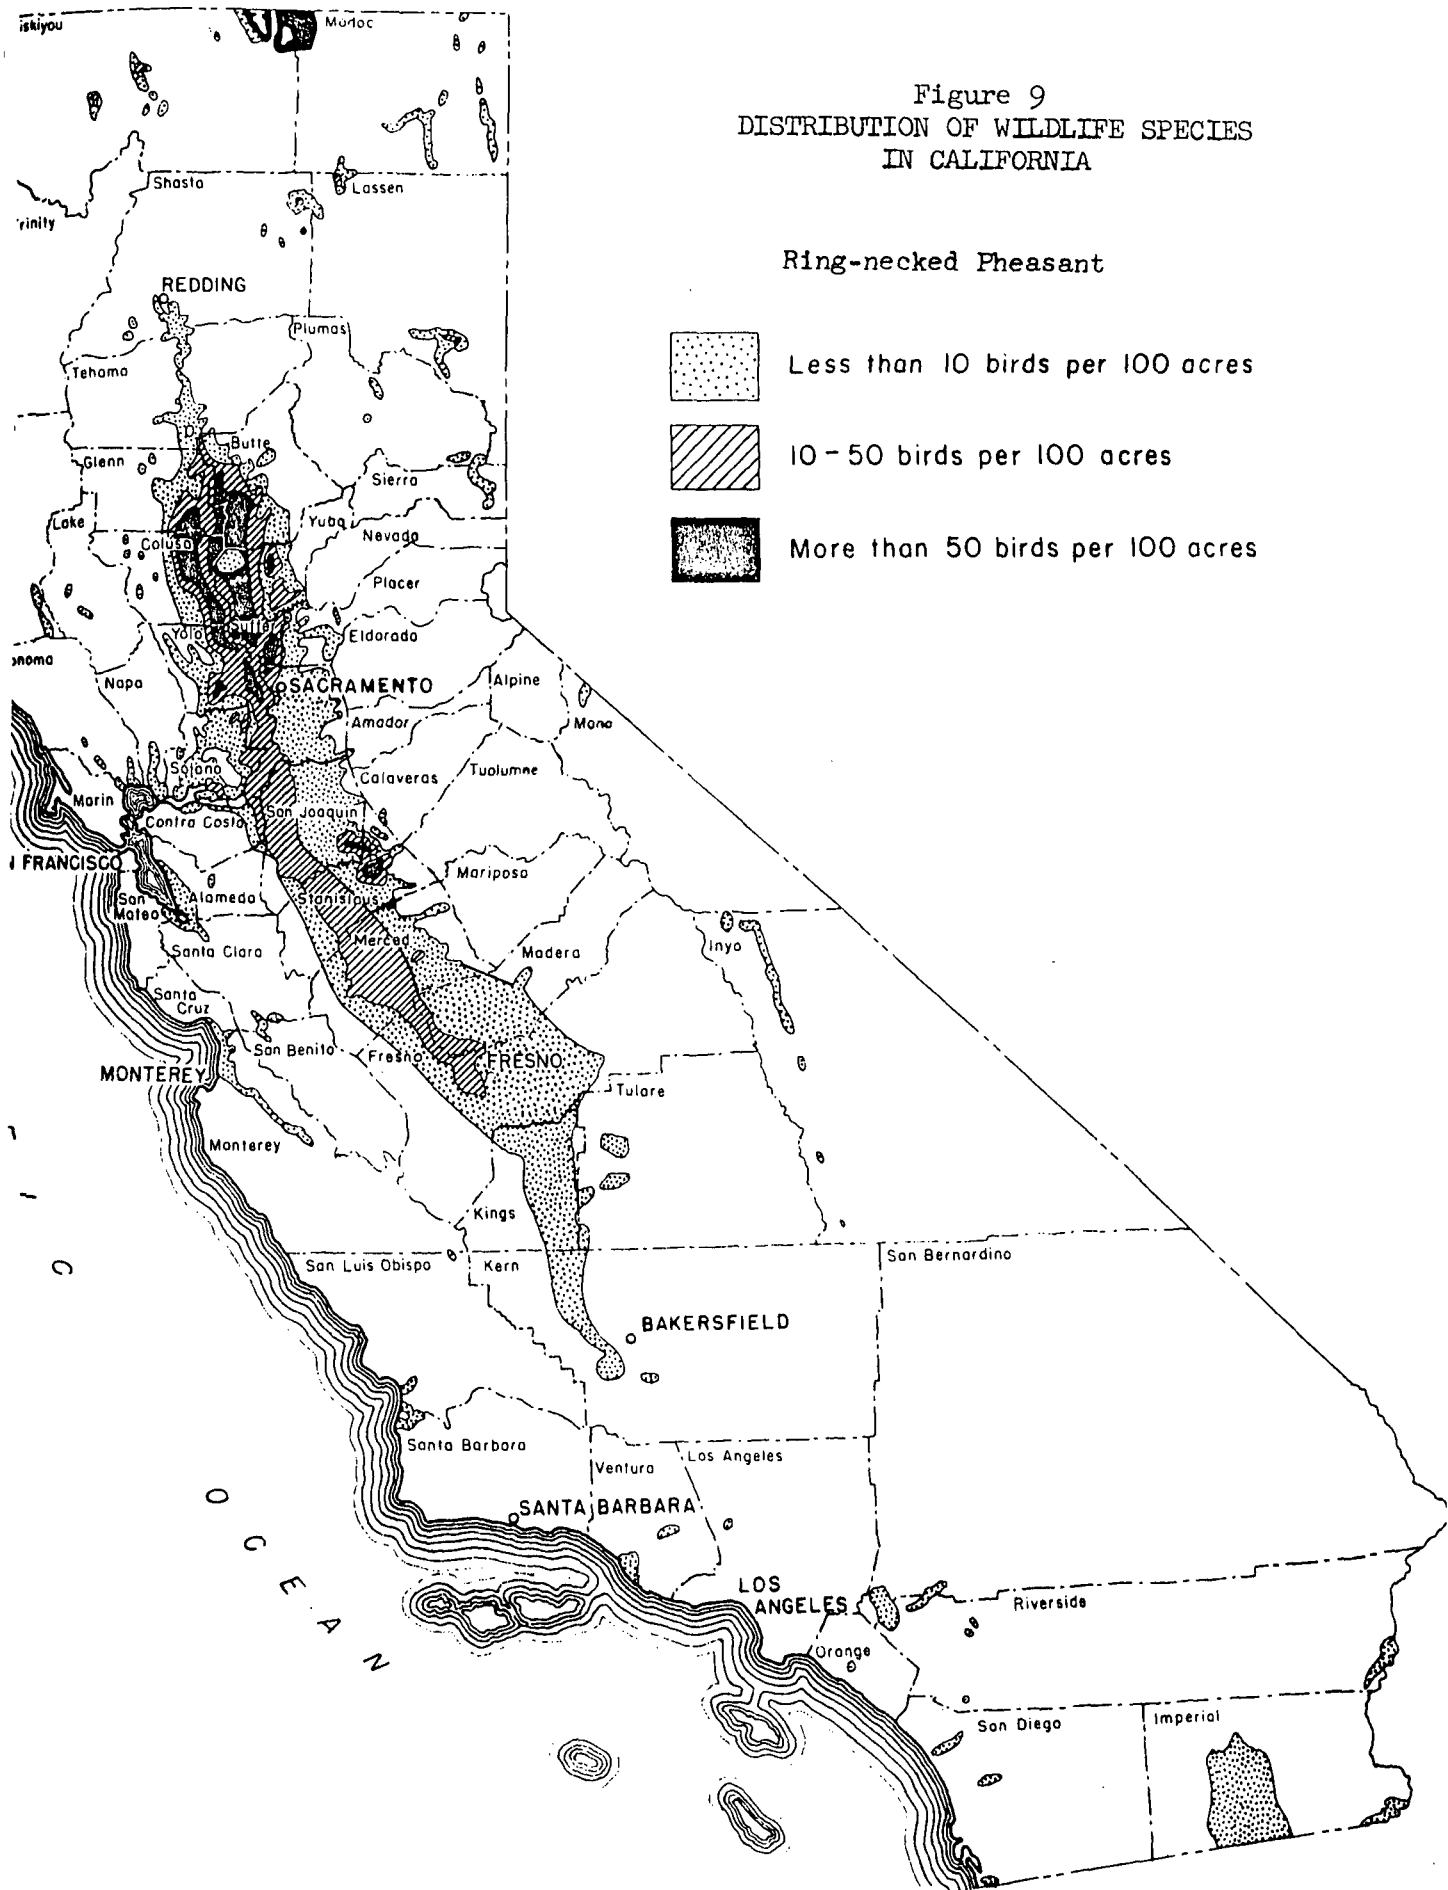 Figure 9
DISTRIBUTION OF WILDLIFE SPECIES
IN CALIFORNIA
Ring-necked Pheasant
Less than 10 birds per 100 acres
10-50 birds per 100 acres
More than 50 birds per 100 acres
iskiyou
Modoc
Shasta
Lassen
rinity
REDDING
Plumas
Tehama
Butte
Glenn
Sierra
Lake
Yuba
Nevada
Colusa
Placer
Yolo
Sutter
Eldorado
onoma
Napa
SACRAMENTO
Alpine
Amador
Mono
Solano
Calaveras
Tuolumne
Marin
San Joaquin
Contra Costa
N FRANCISCO
Mariposa
San
Mateo
Alameda
Stanislaus
Merced
Santa Clara
Madera
Inyo
Santa
Cruz
San Benito
Fresno
FRESNO
MONTEREY
Tulare
Monterey
Kings
San Luis Obispo
Kern
San Bernardino
BAKERSFIELD
Santa Barbara
Ventura
Los Angeles
SANTA BARBARA
LOS
ANGELES
Riverside
Orange
San Diego
Imperial
I C
OCEAN